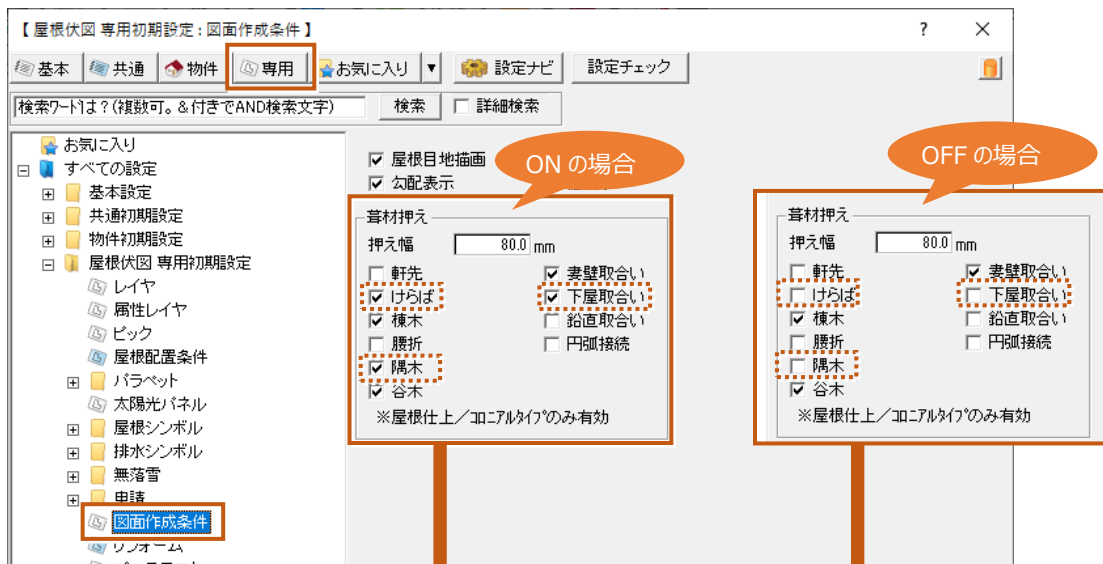 【 屋根伏図 専用初期設定 : 図面作成条件 】
基本 共通 物件 専用 お気に入り 設定ナビ 設定チェック
検索ワードは？(複数可。＆付きでAND検索文字) 検索 詳細検索
お気に入り
すべての設定
基本設定
共通初期設定
物件初期設定
屋根伏図 専用初期設定
レイヤ
属性レイヤ
ピック
屋根配置条件
パラペット
太陽光パネル
屋根シンボル
排水シンボル
無落雪
申請
図面作成条件
リフォーム
屋根目地描画
勾配表示
ON の場合
葺材押え
押え幅 80.0 mm
軒先 妻壁取合い
けらば 下屋取合い
棟木 鉛直取合い
腰折 円弧接続
隅木
谷木
※屋根仕上／コロニアルタイプのみ有効
OFF の場合
葺材押え
押え幅 80.0 mm
軒先 妻壁取合い
けらば 下屋取合い
棟木 鉛直取合い
腰折 円弧接続
隅木
谷木
※屋根仕上／コロニアルタイプのみ有効